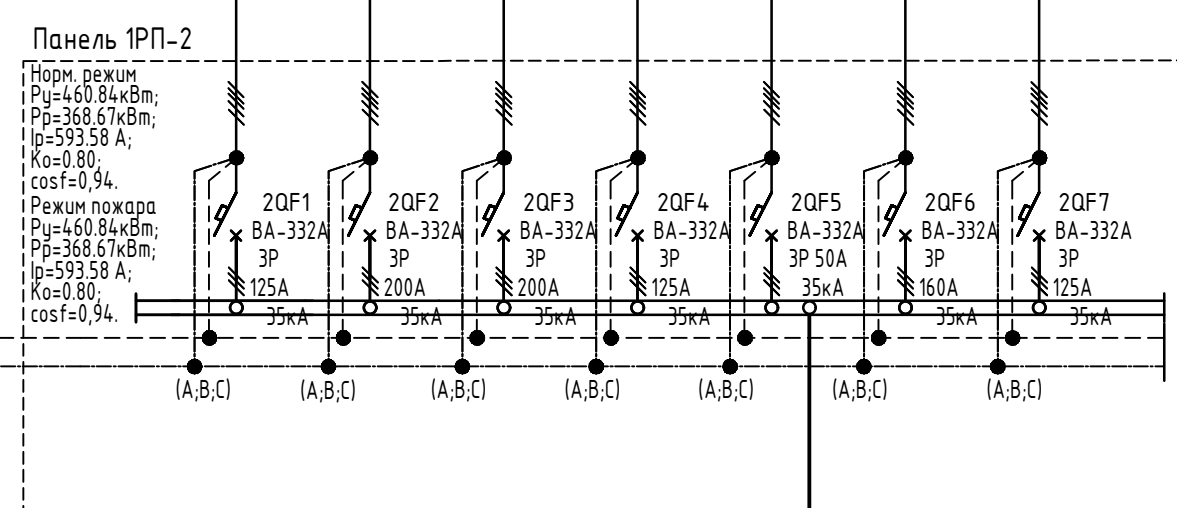 Панель 1РП-2
Норм. режим
Ру=460.84кВт;
Рр=368.67кВт;
Iр=593.58 А;
Ко=0.80;
cosf=0,94.
Режим пожара
Ру=460.84кВт;
Рр=368.67кВт;
Iр=593.58 А;
Ко=0.80;
cosf=0,94.
2QF1
ВА-332А
3Р
125А
35кА
2QF2
ВА-332А
3Р
200А
35кА
2QF3
ВА-332А
3Р
200А
35кА
2QF4
ВА-332А
3Р
125А
35кА
2QF5
ВА-332А
3Р 50А
35кА
2QF6
ВА-332А
3Р
160А
35кА
2QF7
ВА-332А
3Р
125А
35кА
(А;В;С)
(А;В;С)
(А;В;С)
(А;В;С)
(А;В;С)
(А;В;С)
(А;В;С)